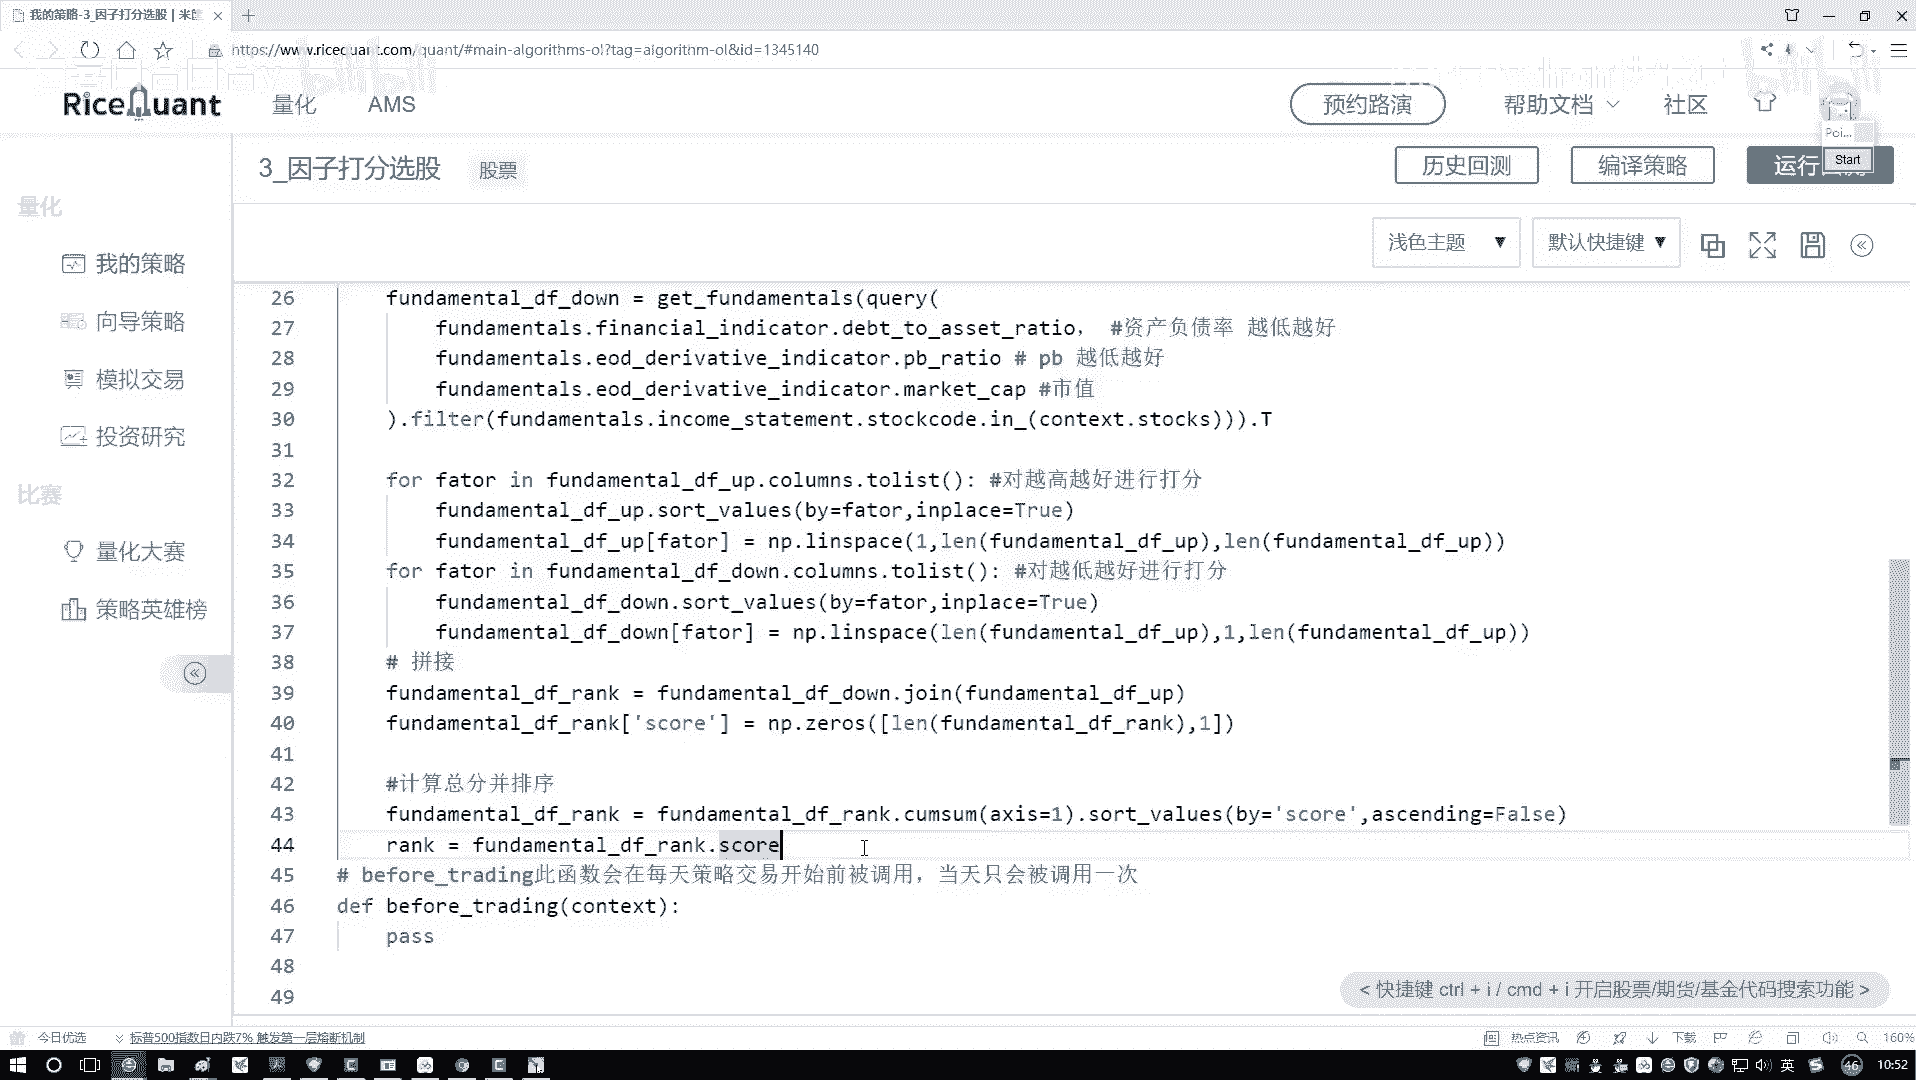 我的策略-3_因子打分选股 | 米
https://www.ricequant.com/quant/#main-algorithms-ol?tag=algorithm-ol&id=1345140
RiceQuant 量化 AMS 预约路演 帮助文档 社区
Poi...
Start
3_因子打分选股 股票 历史回测 编译策略 运行回测
量化
浅色主题 ▼ 默认快捷键 ▼
我的策略
向导策略
模拟交易
投资研究
比赛
量化大赛
策略英雄榜
26 fundamental_df_down = get_fundamentals(query(
27 fundamentals.financial_indicator.debt_to_asset_ratio， #资产负债率 越低越好
28 fundamentals.eod_derivative_indicator.pb_ratio # pb 越低越好
29 fundamentals.eod_derivative_indicator.market_cap #市值
30 ).filter(fundamentals.income_statement.stockcode.in_(context.stocks))).T
31
32 for fator in fundamental_df_up.columns.tolist(): #对越高越好进行打分
33 fundamental_df_up.sort_values(by=fator,inplace=True)
34 fundamental_df_up[fator] = np.linspace(1,len(fundamental_df_up),len(fundamental_df_up))
35 for fator in fundamental_df_down.columns.tolist(): #对越低越好进行打分
36 fundamental_df_down.sort_values(by=fator,inplace=True)
37 fundamental_df_down[fator] = np.linspace(len(fundamental_df_up),1,len(fundamental_df_up))
38 # 拼接
39 fundamental_df_rank = fundamental_df_down.join(fundamental_df_up)
40 fundamental_df_rank['score'] = np.zeros([len(fundamental_df_rank),1])
41
42 #计算总分并排序
43 fundamental_df_rank = fundamental_df_rank.cumsum(axis=1).sort_values(by='score',ascending=False)
44 rank = fundamental_df_rank.score
45 # before_trading此函数会在每天策略交易开始前被调用，当天只会被调用一次
46 def before_trading(context):
47 pass
48
49
< 快捷键 ctrl + i / cmd + i 开启股票/期货/基金代码搜索功能 >
今日优选 标普500指数日内跌7% 触发第一层熔断机制 热点资讯 下载 160%
英 46 10:52